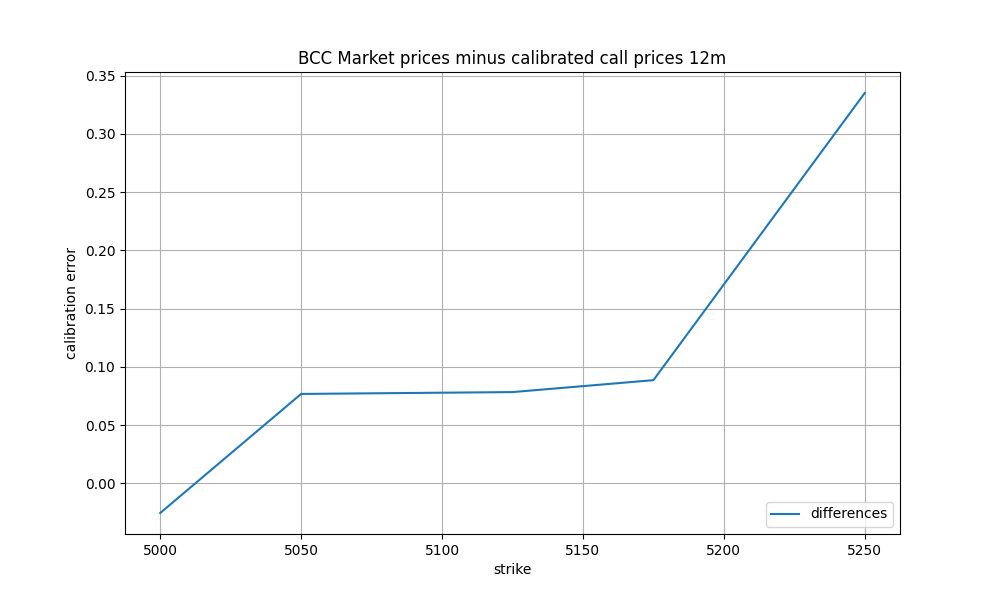 BCC Market prices minus calibrated call prices 12m
0.35
0.30
0.25
0.20
0.15
0.10
0.05
0.00
calibration error
differences
5000 5050 5100 5150 5200 5250
strike